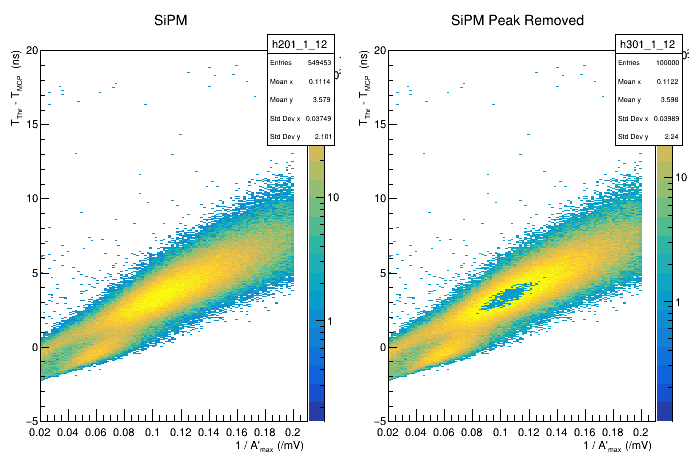 SiPM
h201_1_12
Entries 549453
Mean x 0.1114
Mean y 3.579
Std Dev x 0.03749
Std Dev y 2.101
T_Thr - T_MCP (ns)
20
15
10
5
0
−5
0.02 0.04 0.06 0.08 0.1 0.12 0.14 0.16 0.18 0.2
1 / A'_max (/mV)
10
1
SiPM Peak Removed
h301_1_12
Entries 100000
Mean x 0.1122
Mean y 3.598
Std Dev x 0.03989
Std Dev y 2.24
T_Thr - T_MCP (ns)
20
15
10
5
0
−5
0.02 0.04 0.06 0.08 0.1 0.12 0.14 0.16 0.18 0.2
1 / A'_max (/mV)
10
1